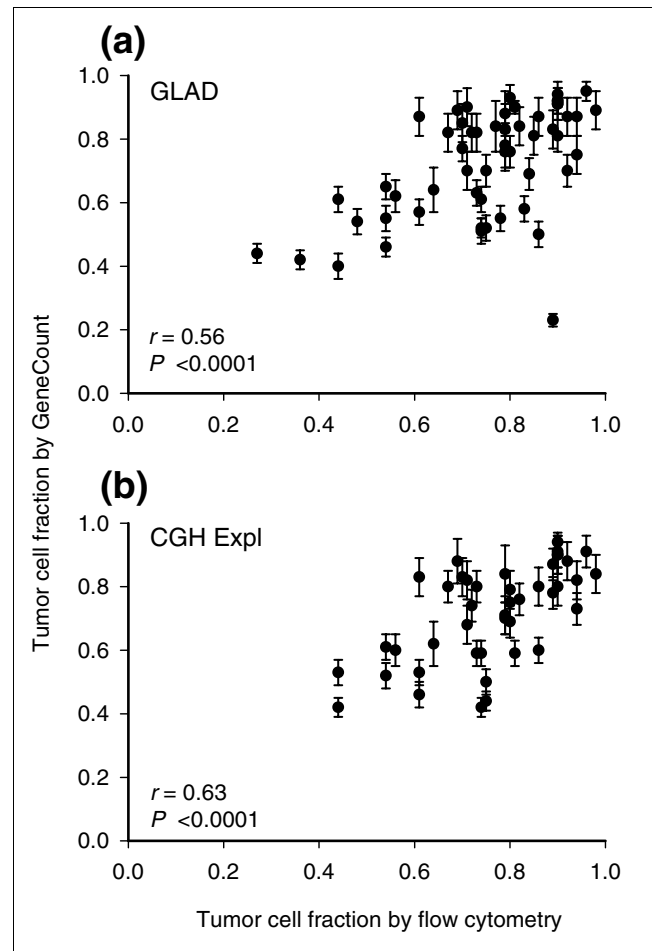 (a)
GLAD
1.0
0.8
0.6
0.4
0.2
0.0
r = 0.56
P <0.0001
0.0 0.2 0.4 0.6 0.8 1.0
Tumor cell fraction by GeneCount
(b)
CGH Expl
1.0
0.8
0.6
0.4
0.2
0.0
r = 0.63
P <0.0001
0.0 0.2 0.4 0.6 0.8 1.0
Tumor cell fraction by flow cytometry